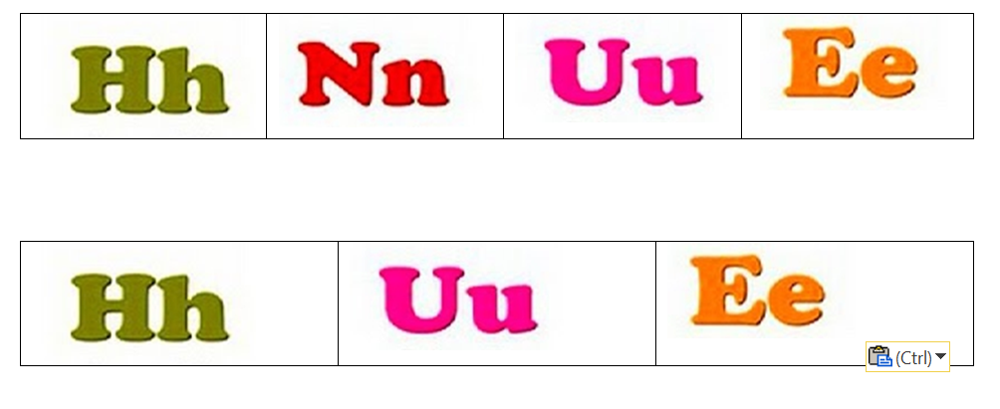 Hh Nn Uu Ee
Hh Uu Ee
(Ctrl)